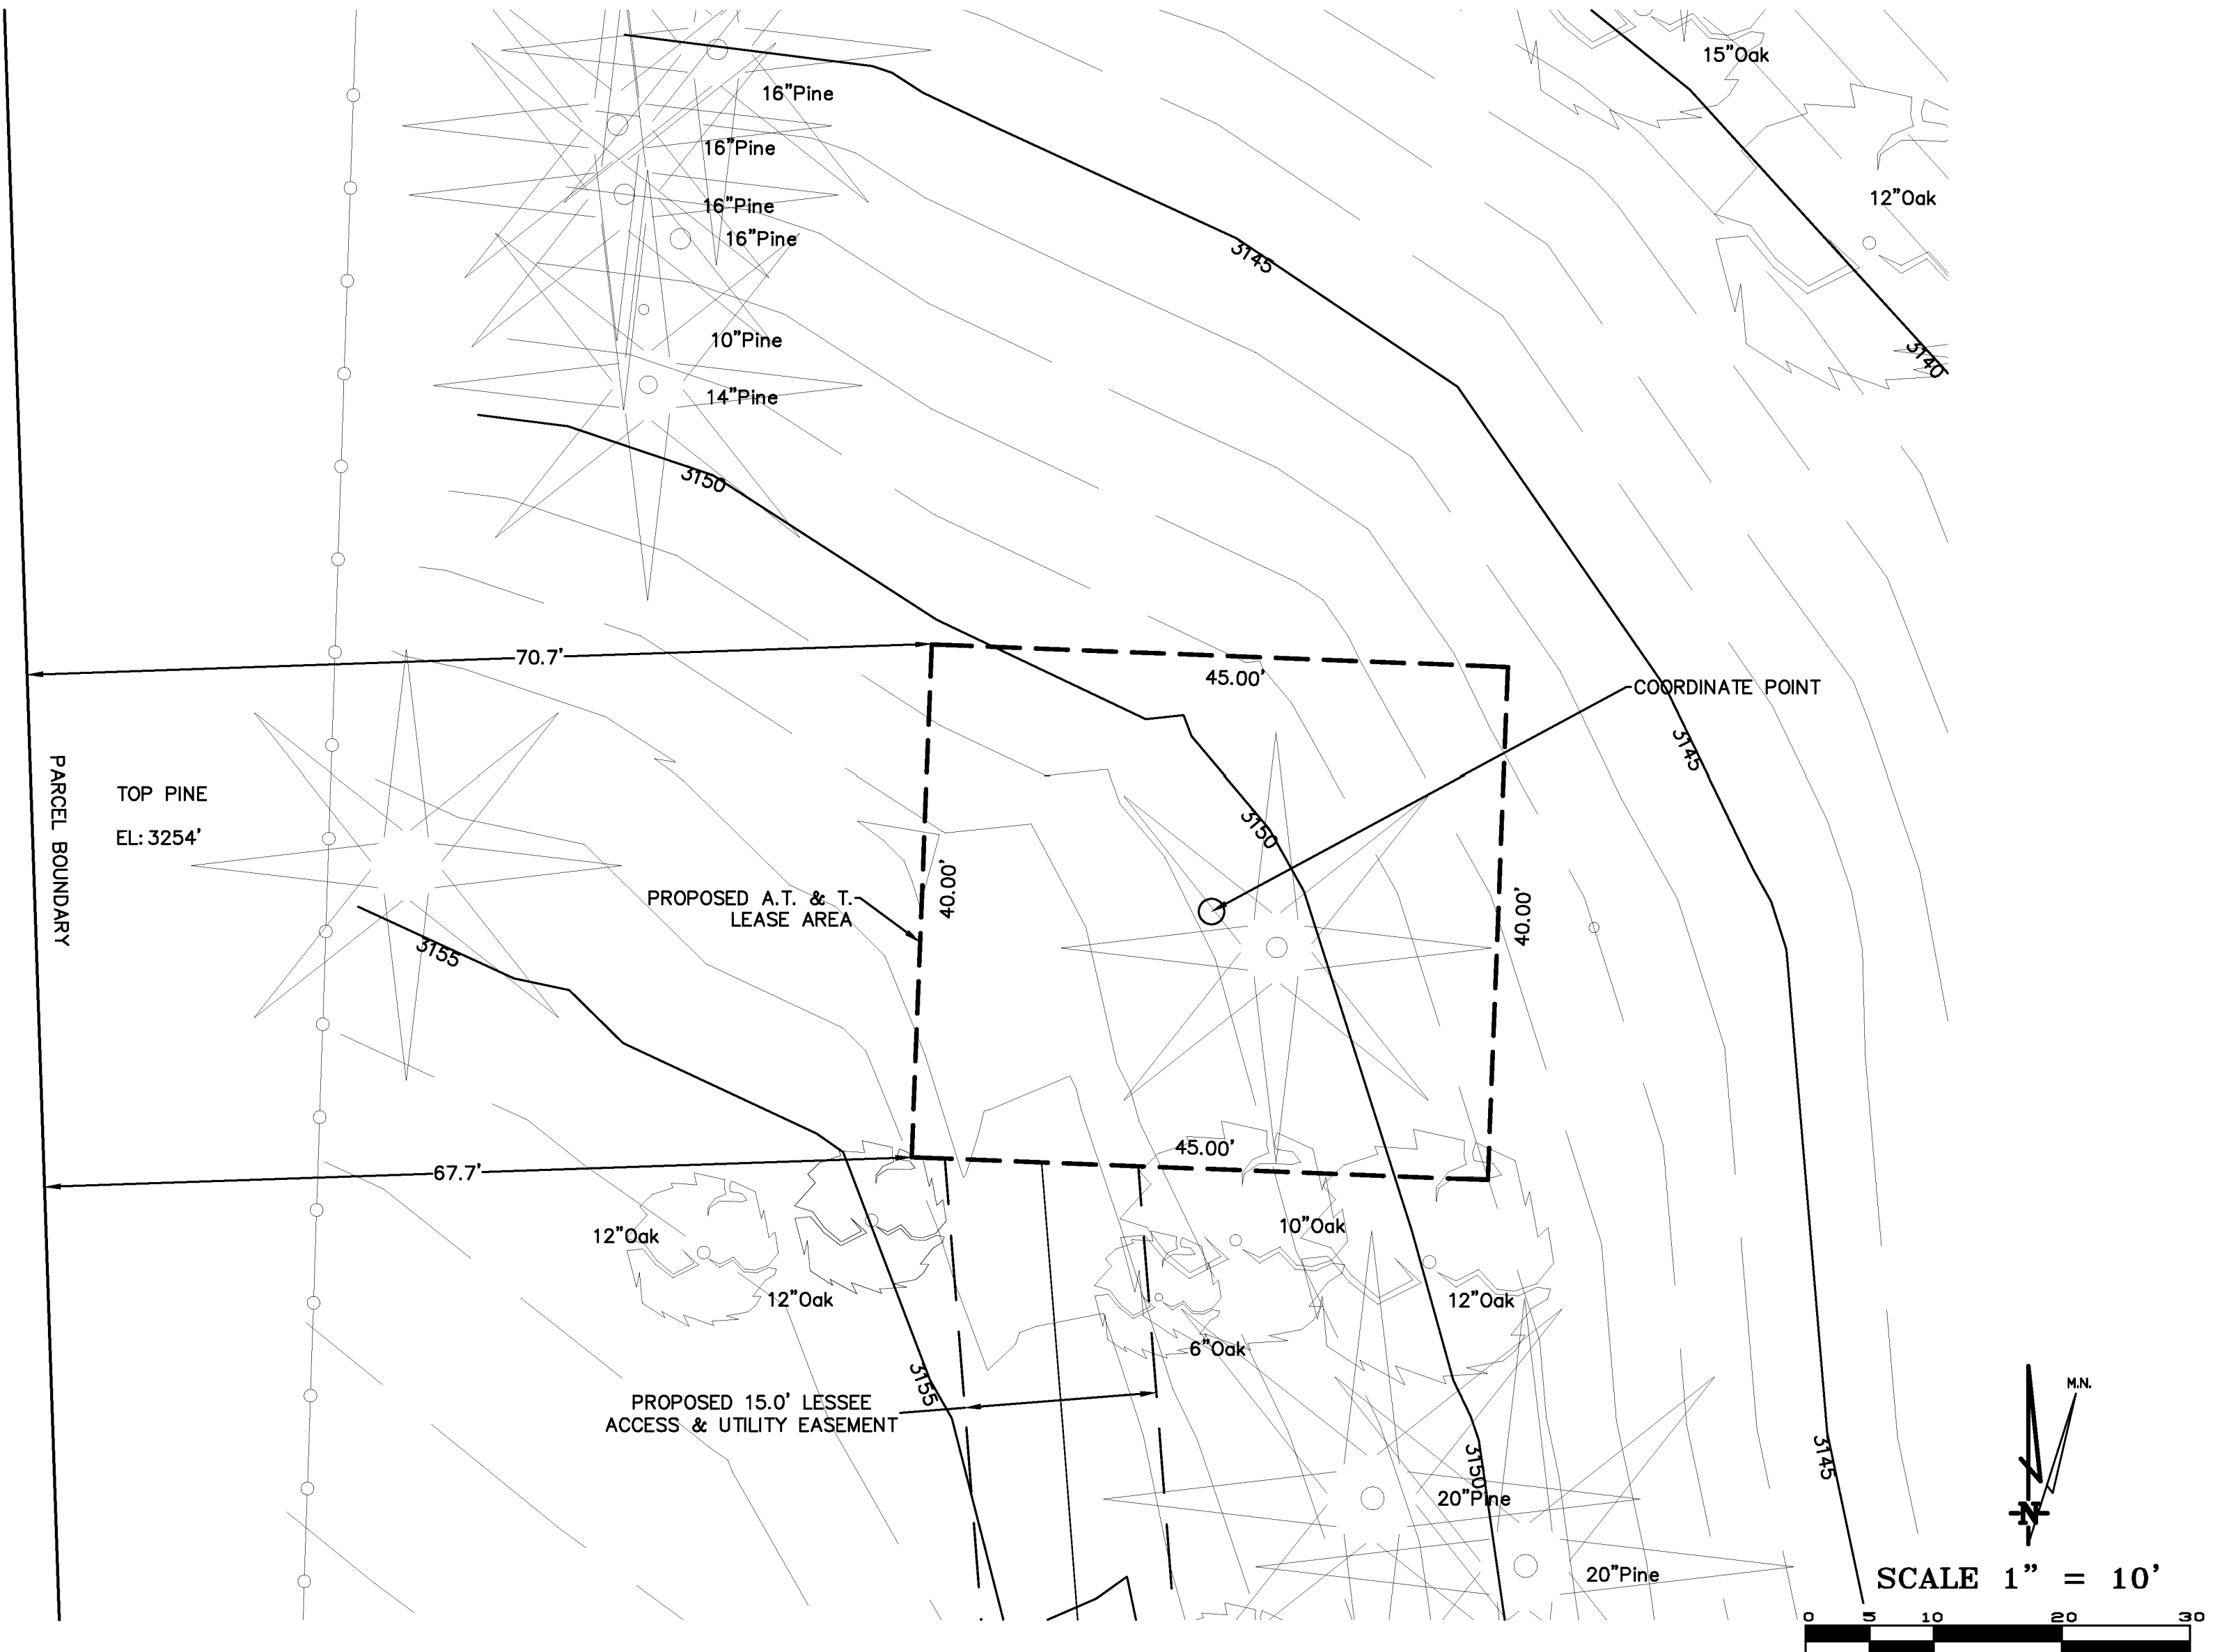 15"Oak
16"Pine
16"Pine
12"Oak
16"Pine
16"Pine
3145
10"Pine
3140
14"Pine
3150
70.7'
45.00'
COORDINATE POINT
3145
PARCEL BOUNDARY
TOP PINE
EL: 3254'
3150
PROPOSED A.T. & T.
LEASE AREA
40.00'
40.00'
3155
45.00'
67.7'
12"Oak
10"Oak
12"Oak
12"Oak
6"Oak
3155
PROPOSED 15.0' LESSEE
ACCESS & UTILITY EASEMENT
M.N.
3150
3145
20"Pine
N
20"Pine
SCALE 1" = 10'
0 5 10 20 30